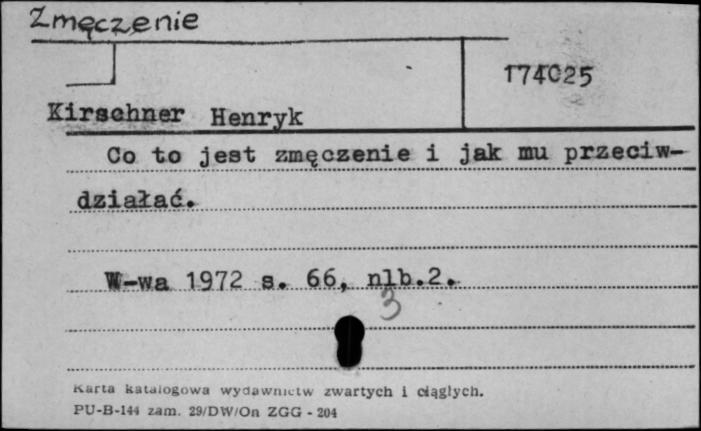 Zmęczenie
174025
Kirschner Henryk
Co to jest zmęczenie i jak mu przeciw-
działać.
W-wa 1972 s. 66, nlb.2.
3
Karta katalogowa wydawnictw zwartych i ciągłych.
PU-B-144 zam. 29/DW/On ZGG - 204